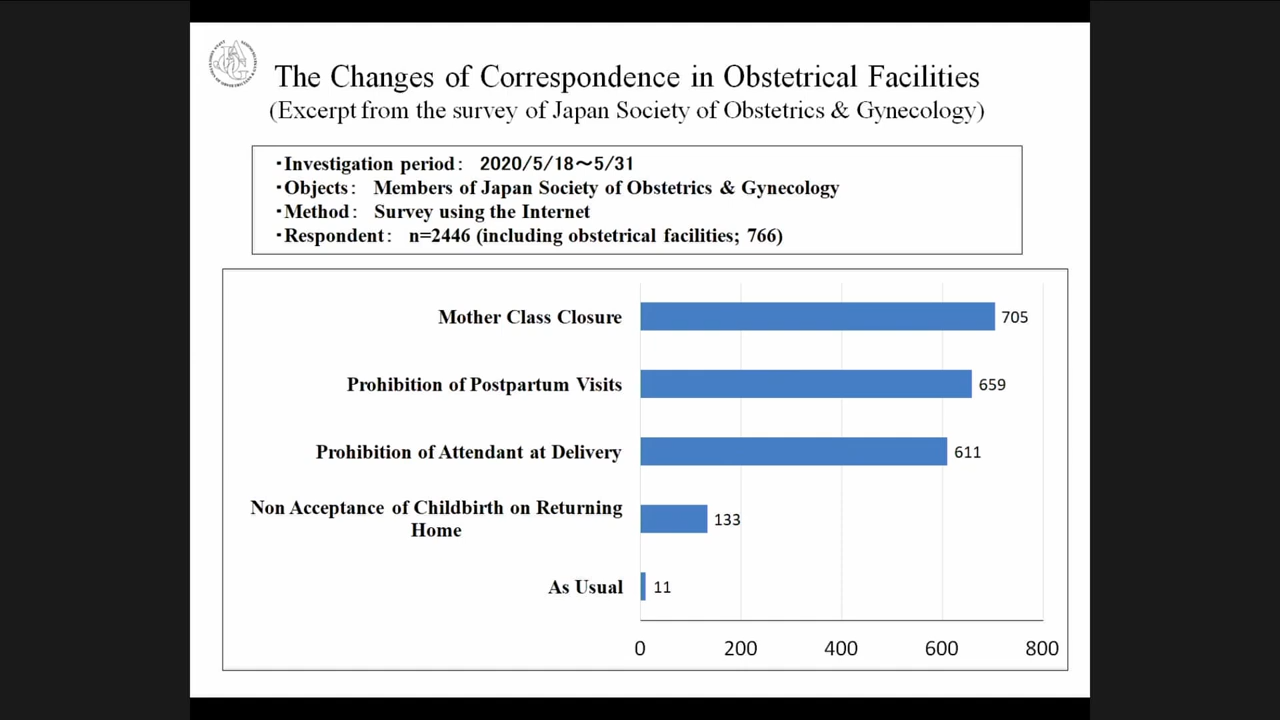 The Changes of Correspondence in Obstetrical Facilities
(Excerpt from the survey of Japan Society of Obstetrics & Gynecology)
・Investigation period： 2020/5/18～5/31
・Objects： Members of Japan Society of Obstetrics & Gynecology
・Method： Survey using the Internet
・Respondent： n=2446 (including obstetrical facilities; 766)
Mother Class Closure 705
Prohibition of Postpartum Visits 659
Prohibition of Attendant at Delivery 611
Non Acceptance of Childbirth on Returning
Home 133
As Usual 11
0 200 400 600 800